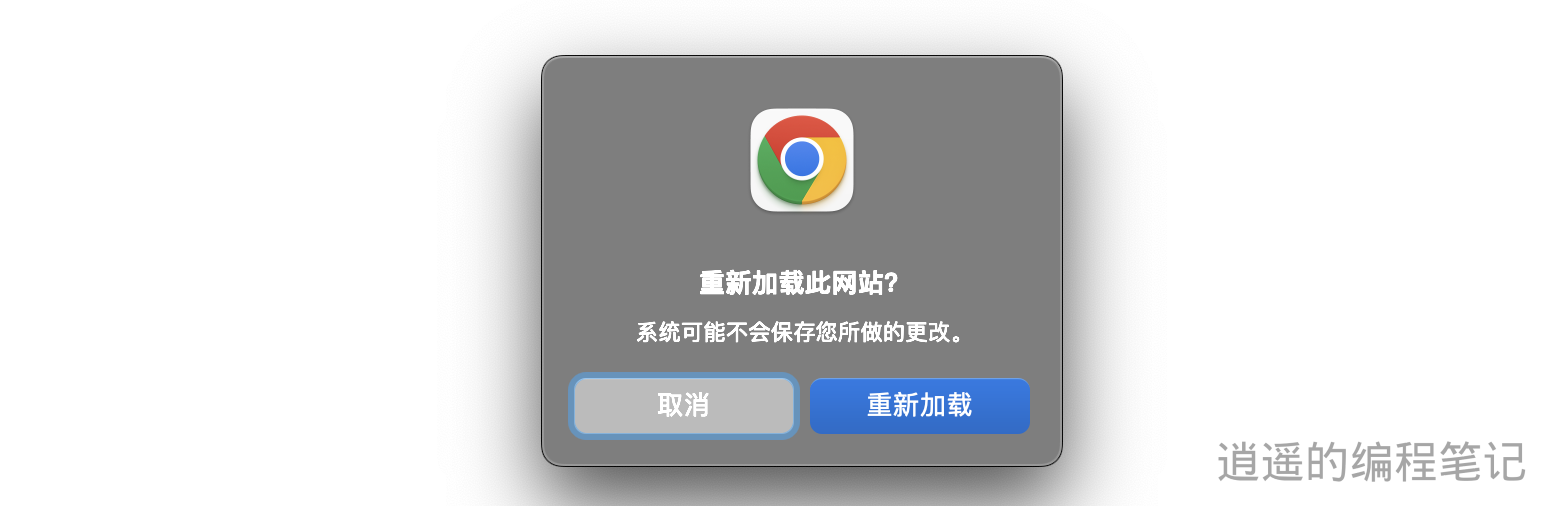 重新加载此网站?
系统可能不会保存您所做的更改。
取消
重新加载
逍遥的编程笔记